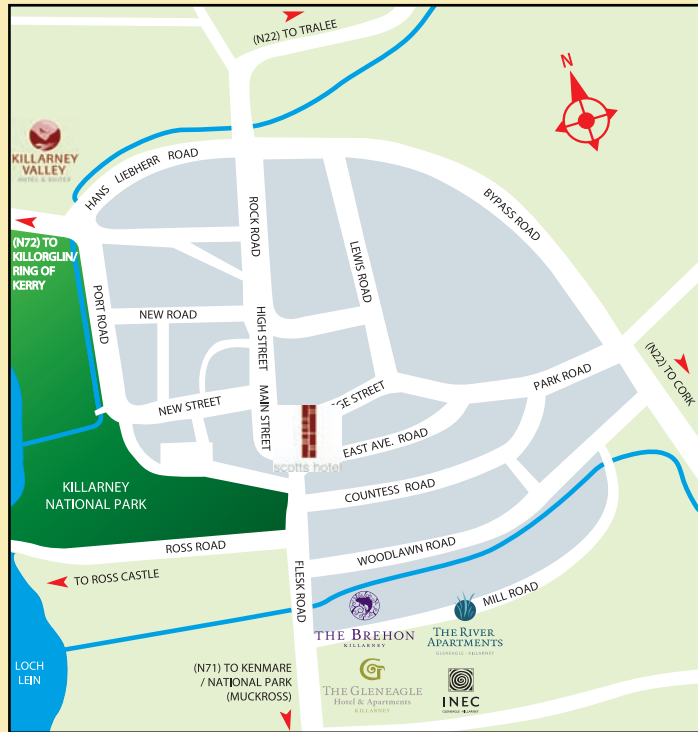 (N22) TO TRALEE
N
KILLARNEY
VALLEY
HOTEL & SUITES
HANS LIEBHERR ROAD
BYPASS ROAD
ROCK ROAD
(N72) TO
KILLORGLIN/
RING OF
KERRY
LEWIS ROAD
PORT ROAD
NEW ROAD
HIGH STREET
(N22) TO CORK
PARK ROAD
MAIN STREET
GE STREET
NEW STREET
EAST AVE. ROAD
scotts hotel
KILLARNEY
NATIONAL PARK
COUNTESS ROAD
ROSS ROAD
WOODLAWN ROAD
TO ROSS CASTLE
FLESK ROAD
MILL ROAD
THE BREHON
KILLARNEY
THE RIVER
APARTMENTS
GLENEAGLE · KILLARNEY
LOCH
LEIN
(N71) TO KENMARE
/ NATIONAL PARK
(MUCKROSS)
THE GLENEAGLE
Hotel & Apartments
KILLARNEY
INEC
GLENEAGLE · KILLARNEY